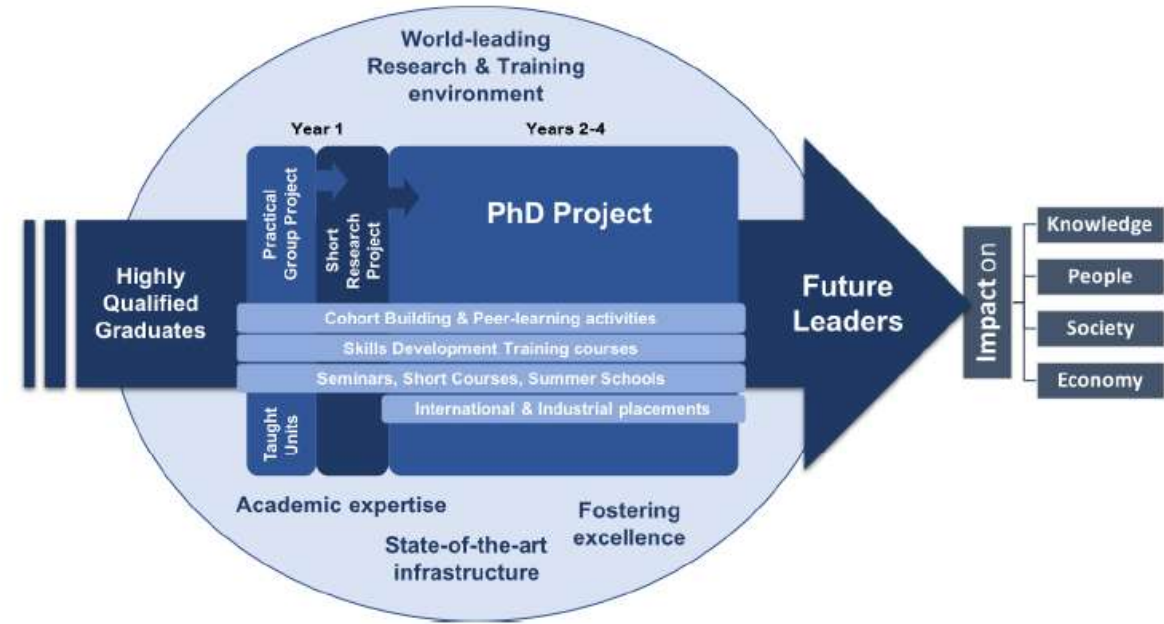 World-leading
Research & Training
environment
Year 1
Years 2-4
Highly
Qualified
Graduates
Practical
Group Project
Taught
Units
Short
Research
Project
PhD Project
Cohort Building & Peer-learning activities
Skills Development Training courses
Seminars, Short Courses, Summer Schools
International & Industrial placements
Future
Leaders
Impact on
Knowledge
People
Society
Economy
Academic expertise
State-of-the-art
infrastructure
Fostering
excellence